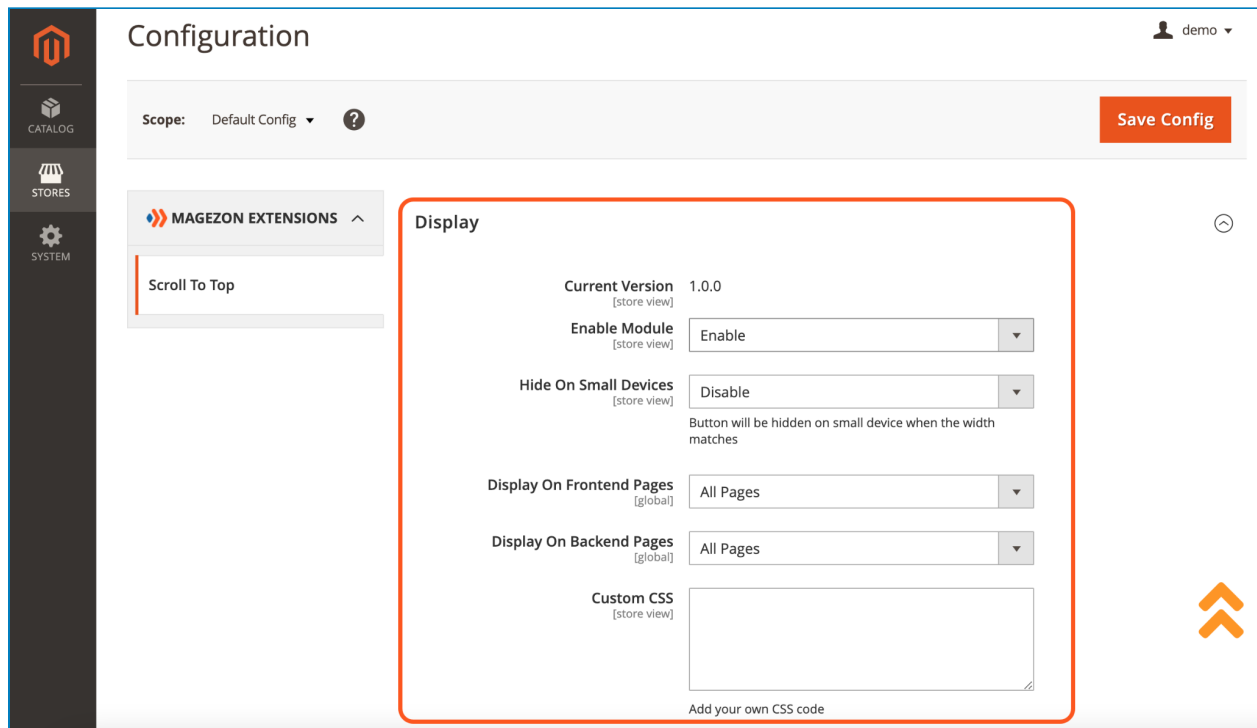 Configuration
demo
CATALOG
STORES
SYSTEM
Scope: Default Config ?
Save Config
MAGEZON EXTENSIONS
Scroll To Top
Display
Current Version 1.0.0
[store view]
Enable Module Enable
[store view]
Hide On Small Devices Disable
[store view]
Button will be hidden on small device when the width
matches
Display On Frontend Pages All Pages
[global]
Display On Backend Pages All Pages
[global]
Custom CSS
[store view]
Add your own CSS code